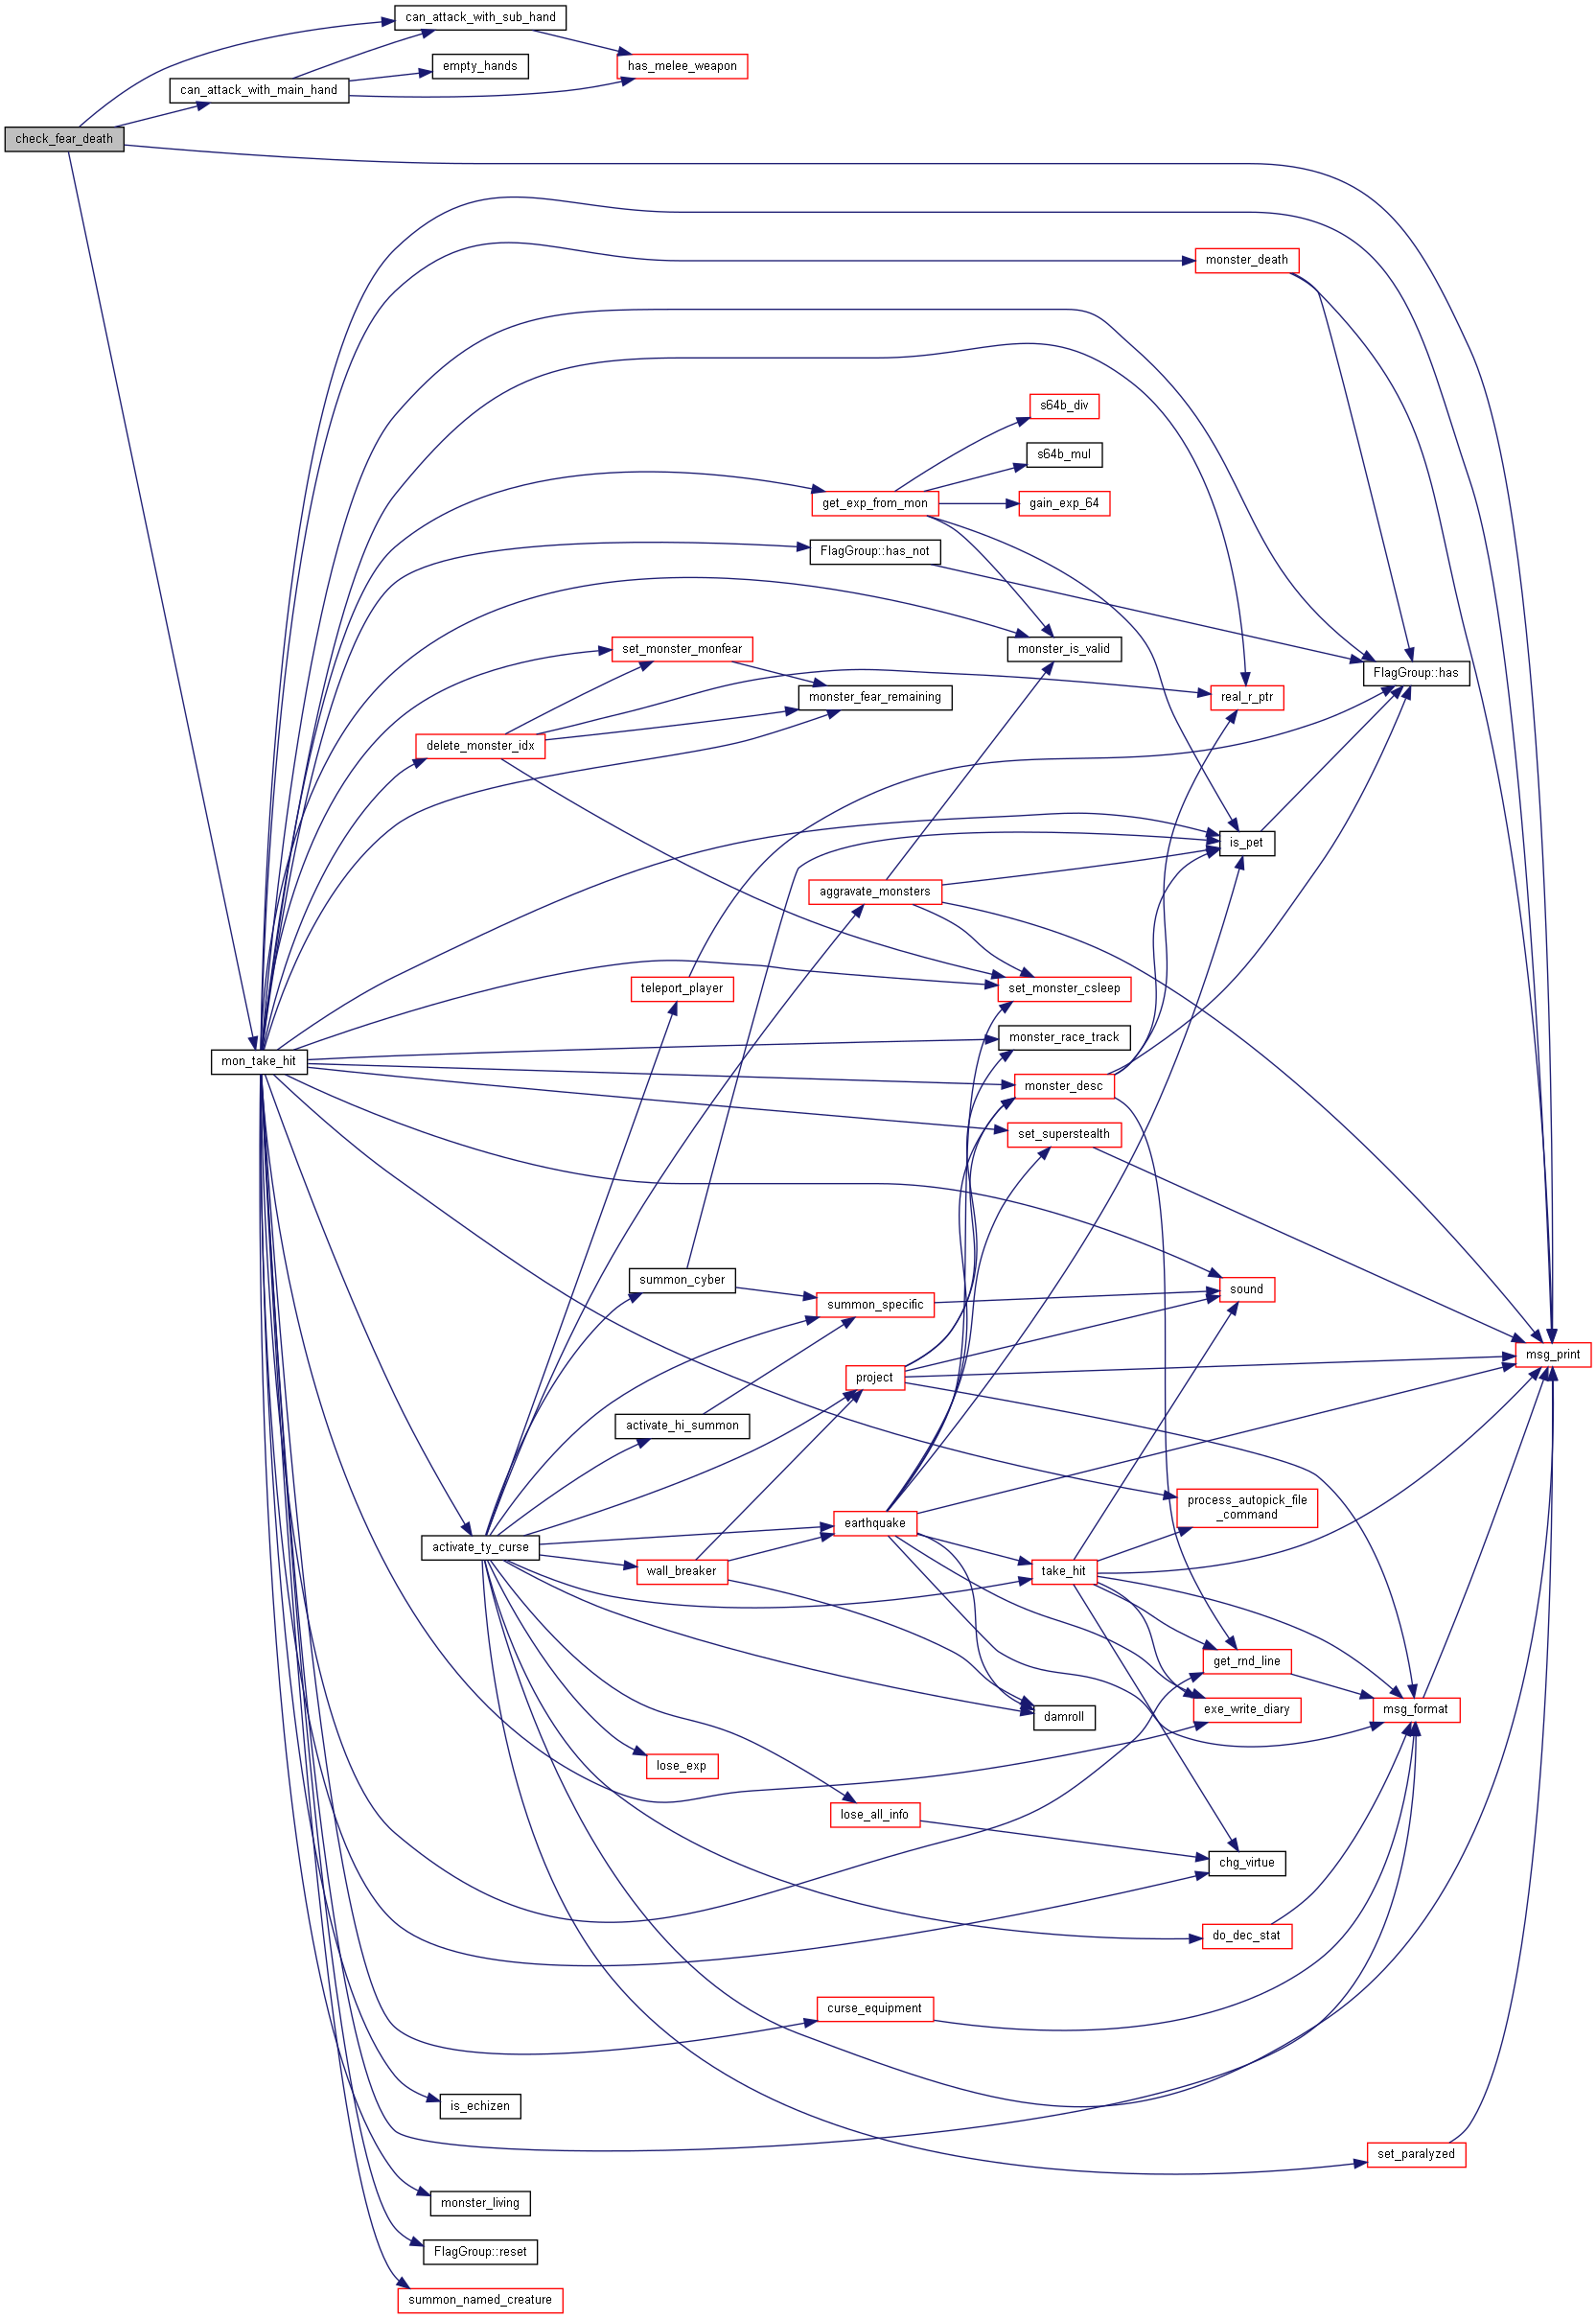 can_attack_with_sub_hand
empty_hands
has_melee_weapon
can_attack_with_main_hand
check_fear_death
monster_death
s64b_div
s64b_mul
get_exp_from_mon
gain_exp_64
FlagGroup::has_not
set_monster_monfear
monster_is_valid
FlagGroup::has
monster_fear_remaining
real_r_ptr
delete_monster_idx
is_pet
aggravate_monsters
teleport_player
set_monster_csleep
monster_race_track
mon_take_hit
monster_desc
set_superstealth
summon_cyber
sound
summon_specific
msg_print
project
activate_hi_summon
process_autopick_file
_command
earthquake
activate_ty_curse
wall_breaker
take_hit
get_rnd_line
exe_write_diary
msg_format
damroll
lose_exp
lose_all_info
chg_virtue
do_dec_stat
curse_equipment
is_echizen
set_paralyzed
monster_living
FlagGroup::reset
summon_named_creature